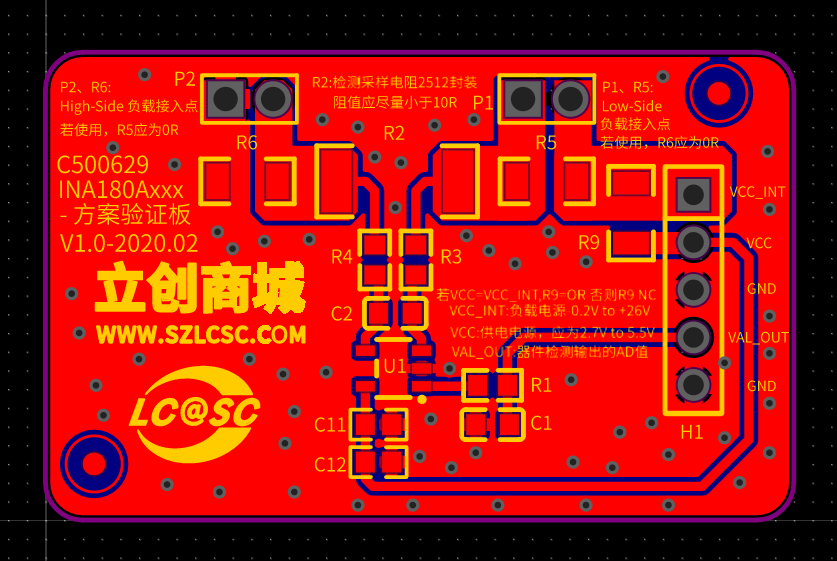 P2、R6:
High-Side 负载接入点
若使用，R5应为0R
P2
R2:检测采样电阻2512封装
阻值应尽量小于10R
P1
P1、R5:
Low-Side
负载接入点
若使用，R6应为0R
R6
R2
R5
C500629
INA180Axxx
- 方案验证板
V1.0-2020.02
VCC_INT
R4
R3
R9
VCC
立创商城
WWW.SZLCSC.COM
C2
若VCC=VCC_INT,R9=0R 否则R9 NC
VCC_INT:负载电源 0.2V to +26V
VCC:供电电源，应为2.7V to 5.5V
VAL_OUT:器件检测输出的AD值
GND
VAL_OUT
U1
R1
GND
LC@SC
C11
C1
H1
C12